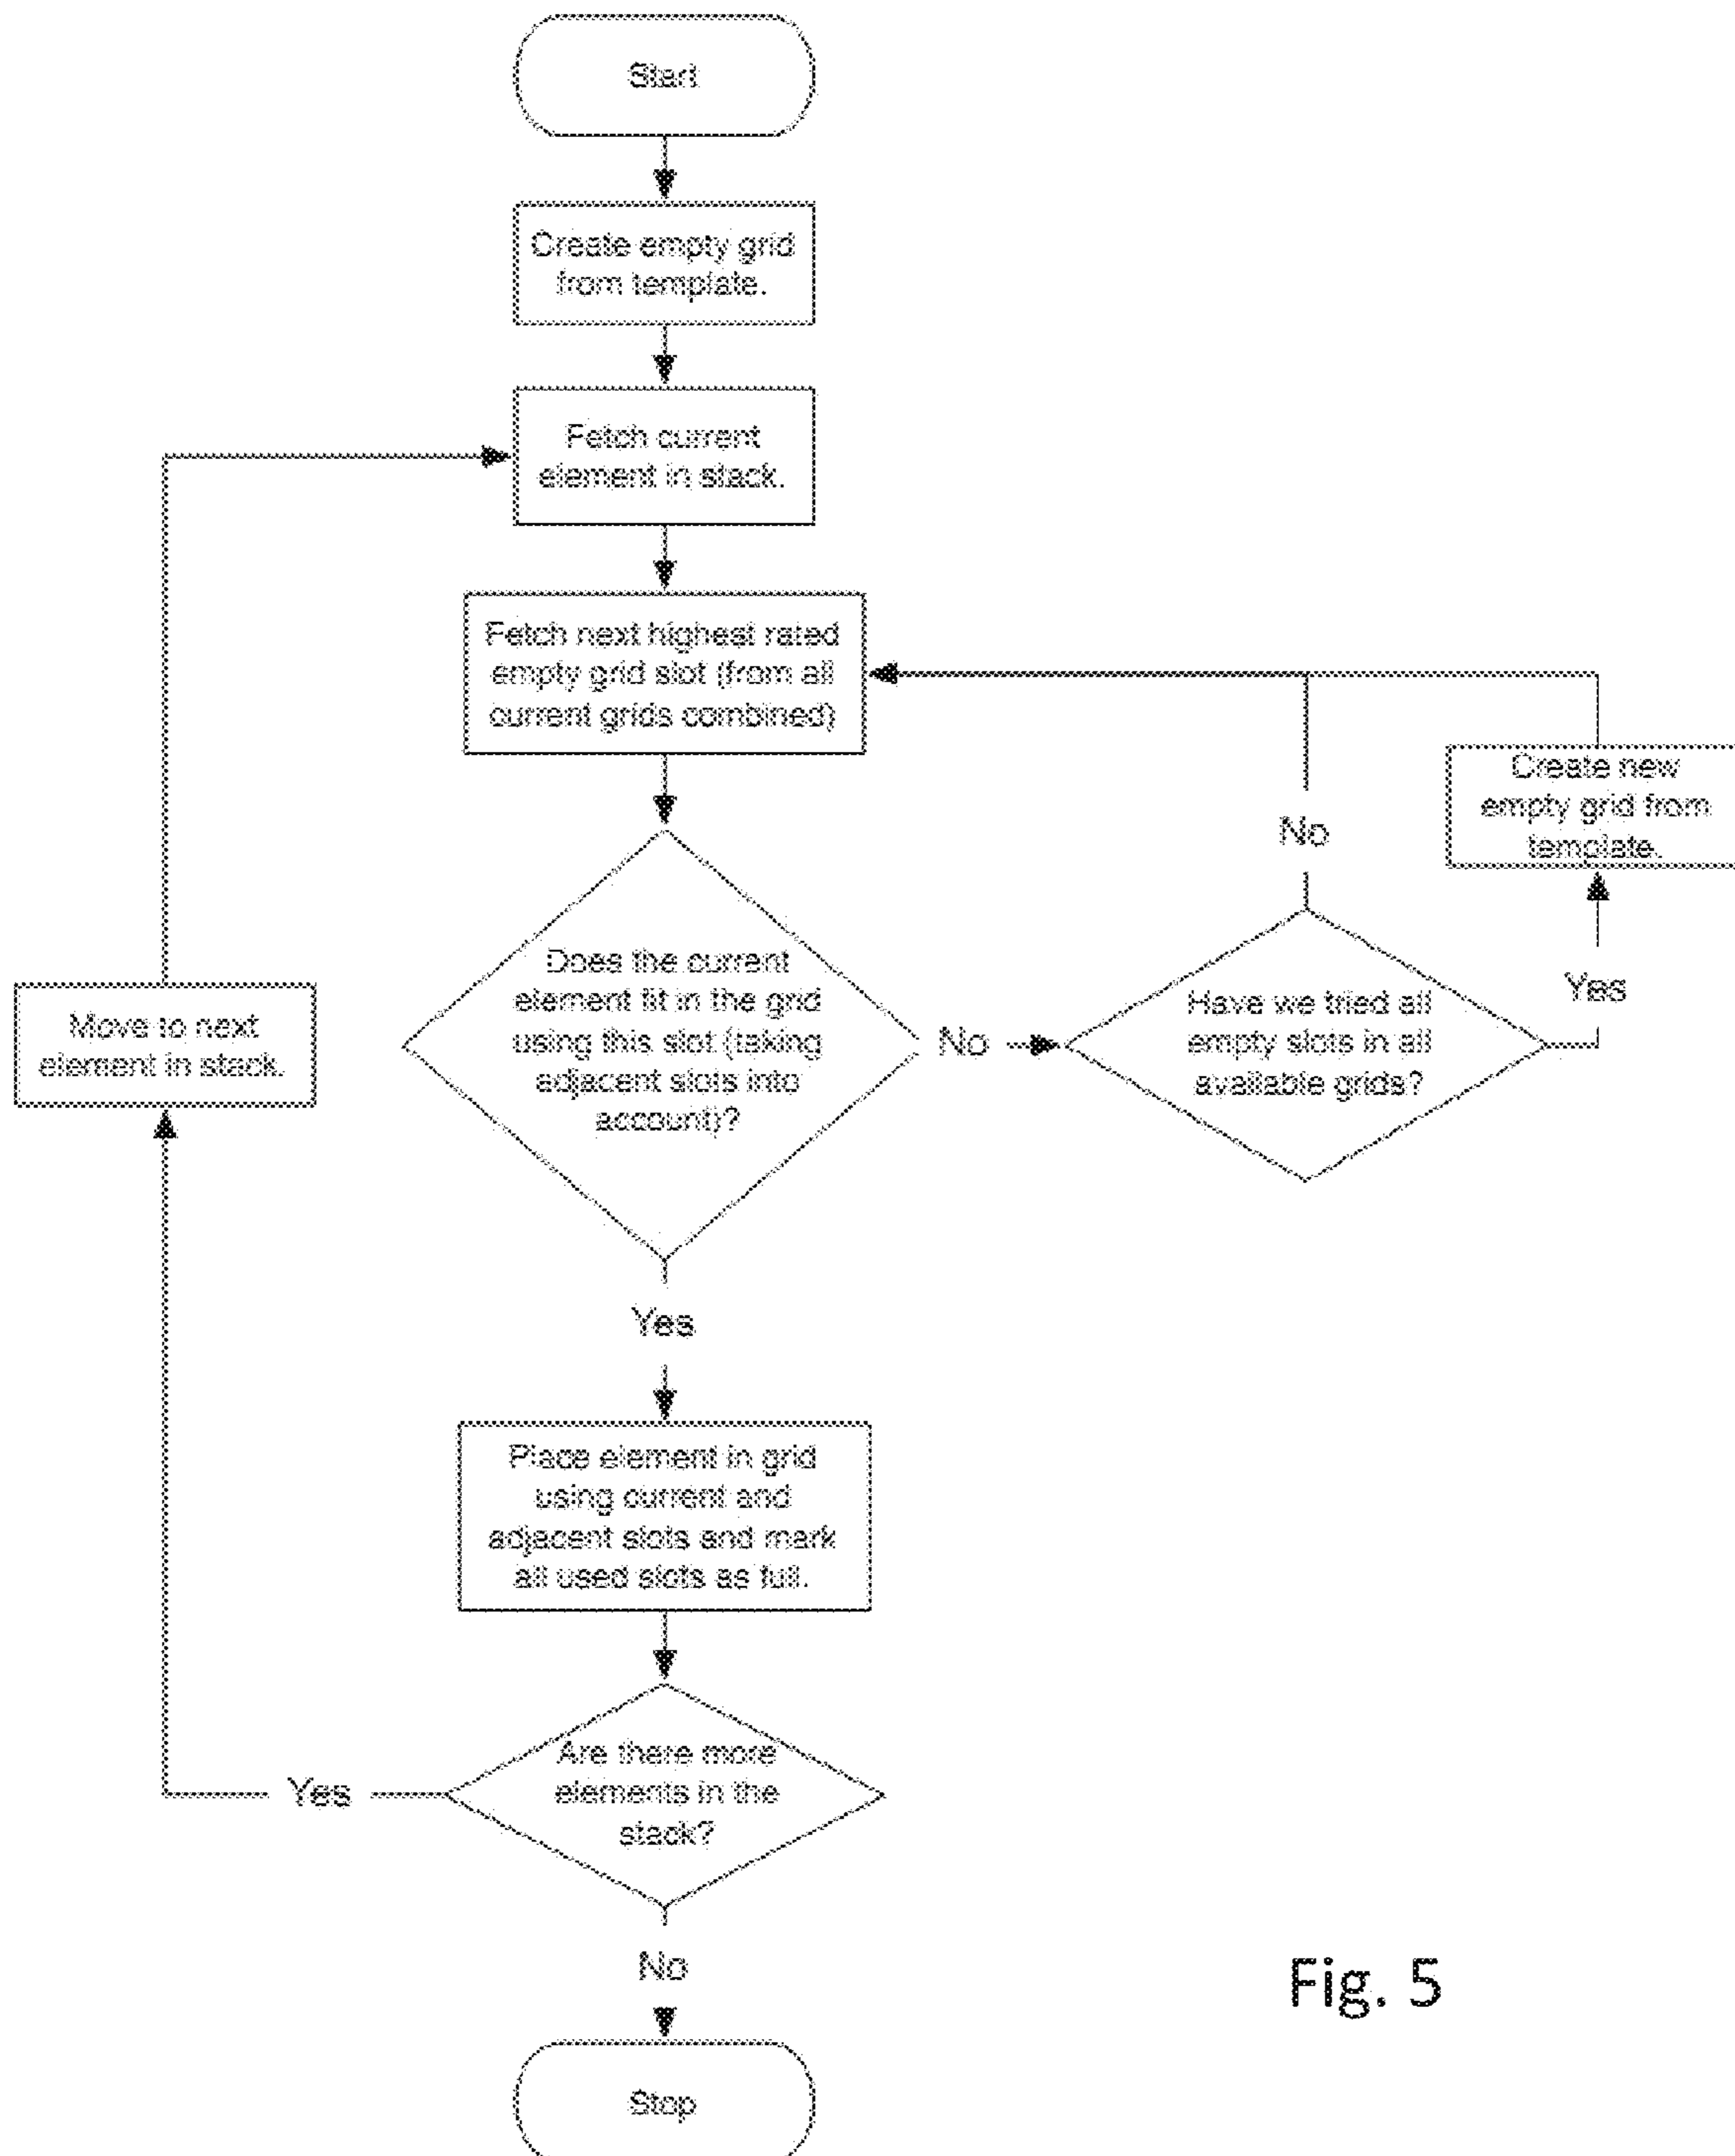 Start
Create empty grid
from template.
Fetch current
element in stack.
Fetch next highest rated
empty grid slot (from all
current grids combined)
Create new
empty grid from
template.
No
Does the current
element fit in the grid
using this slot (taking
adjacent slots into
account)?
No
Have we tried all
empty slots in all
available grids?
Yes
Move to next
element in stack.
Yes
Place element in grid
using current and
adjacent slots and mark
all used slots as full.
Are there more
elements in the
stack?
Yes
No
Stop
Fig. 5